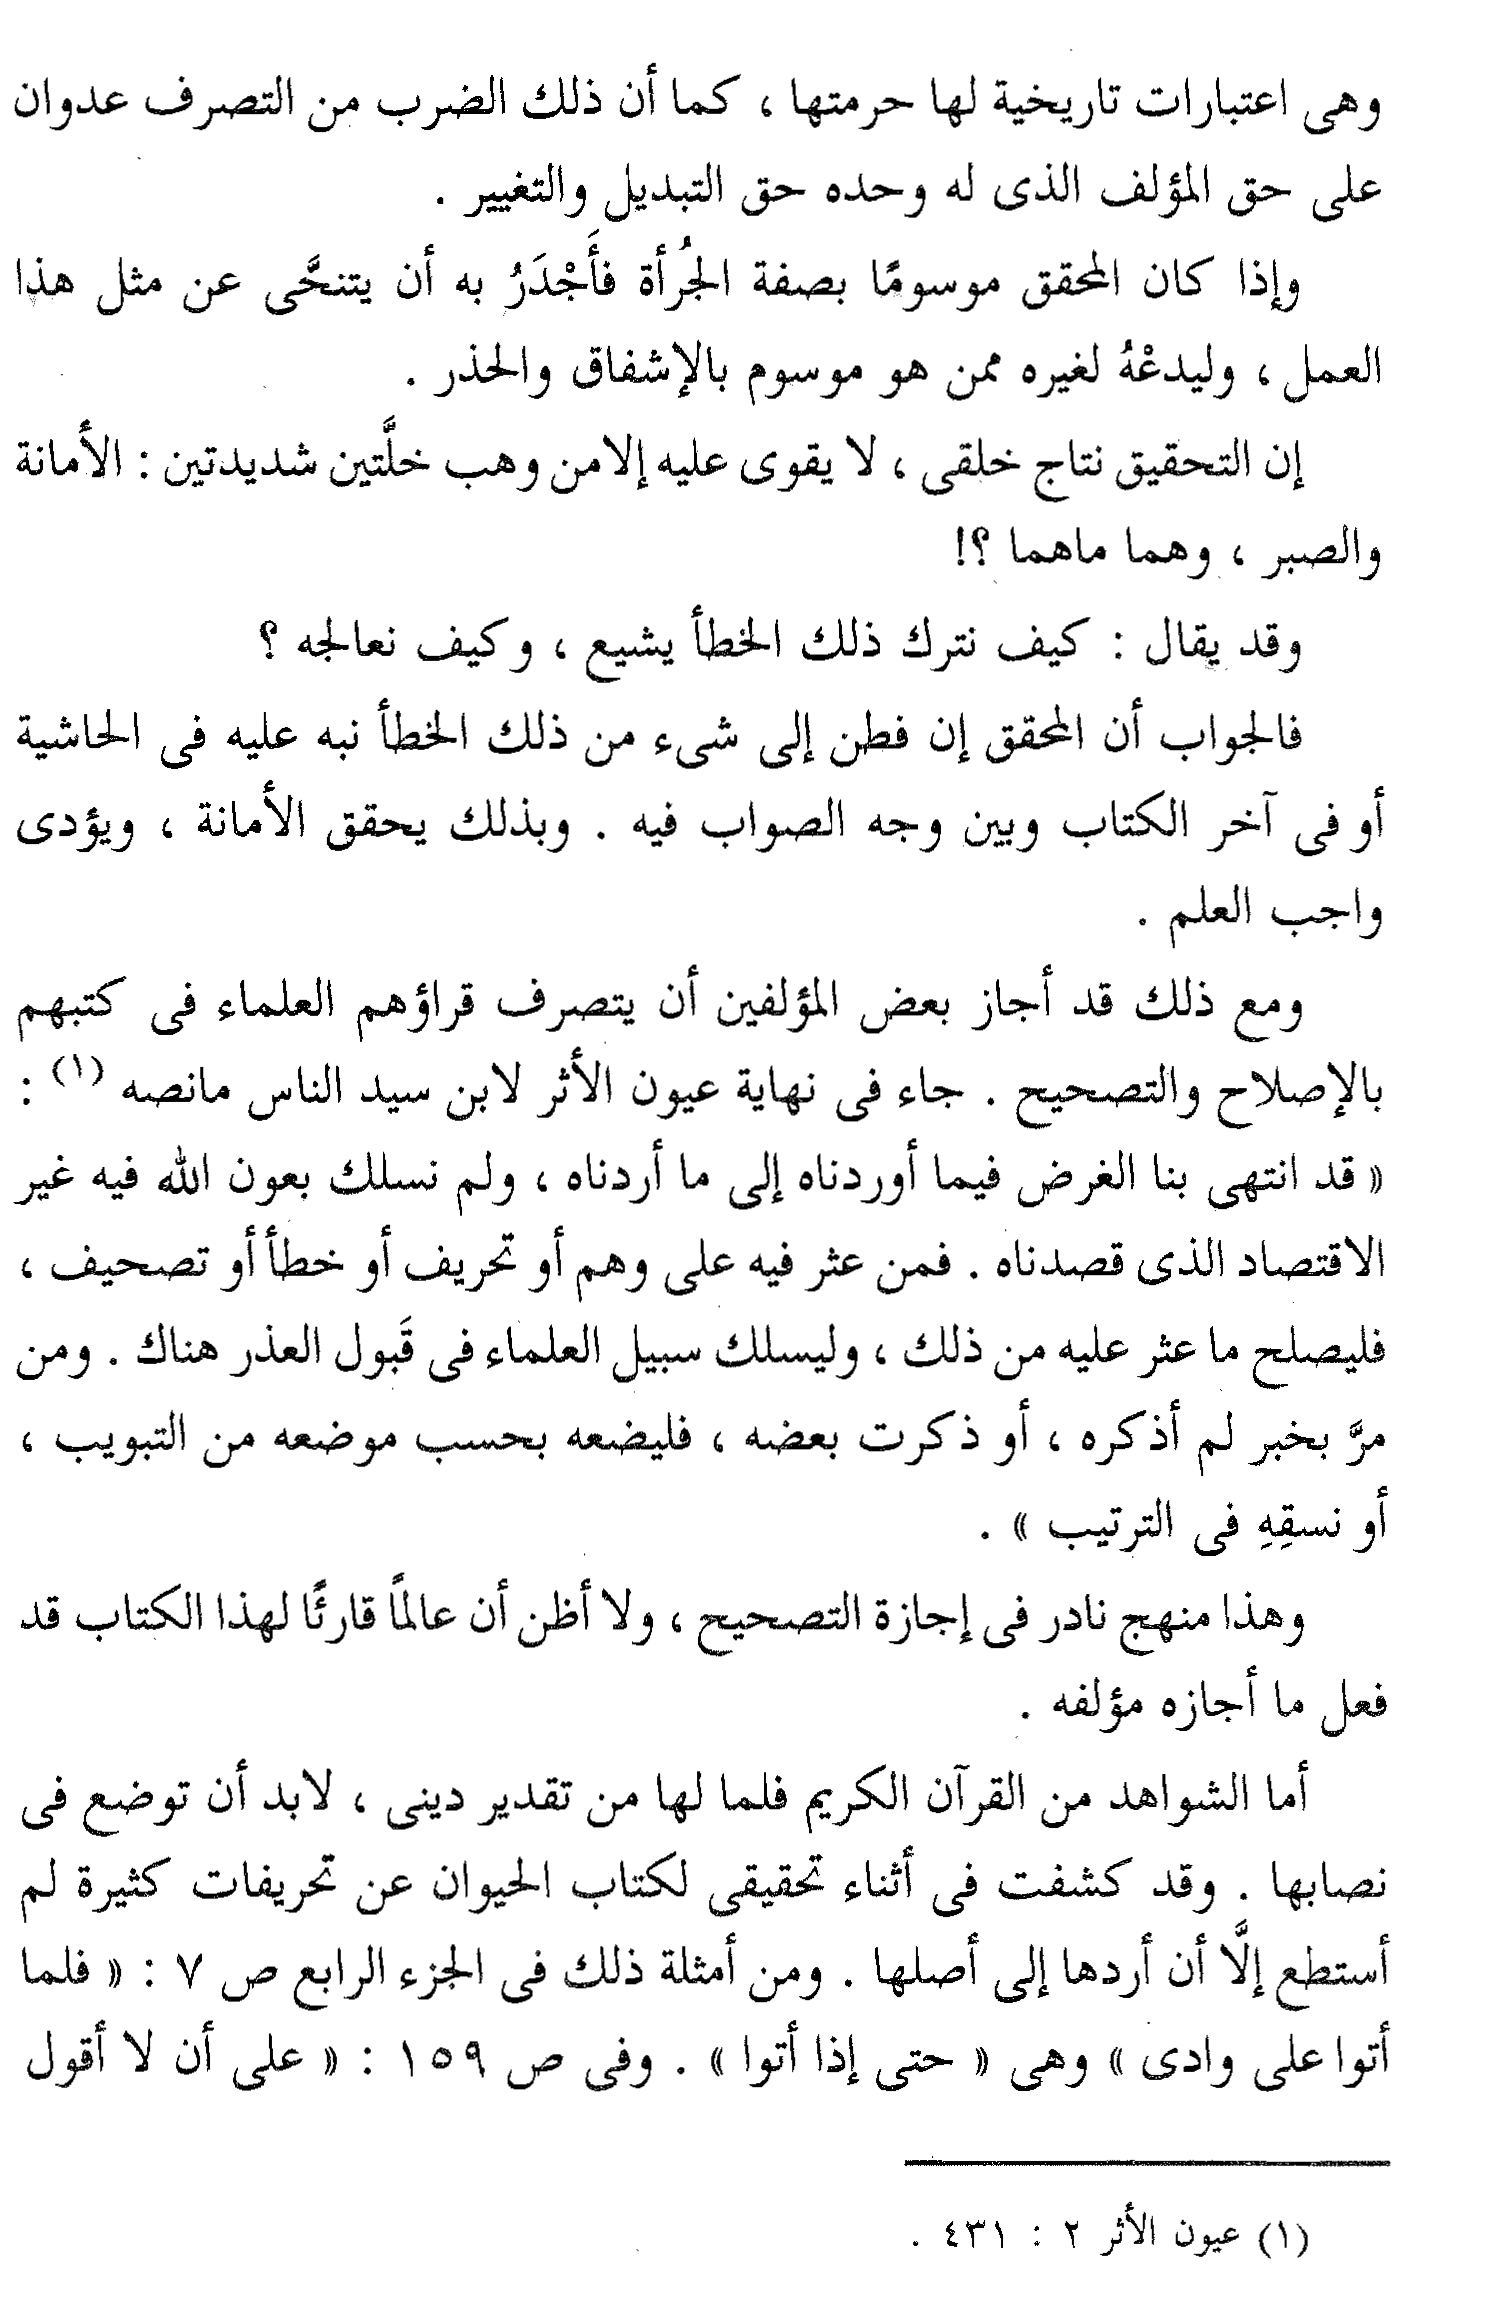 وهى اعتبارات تاريخية لها حرمتها ، كما أن ذلك الضرب من التصرف عدوان
على حق المؤلف الذى له وحده حق التبديل والتغيير .
وإذا كان المحقق موسومًا بصفة الجُرأة فأَجْدَرُ به أن يتنحَّى عن مثل هذا
العمل ، وليدعْهُ لغيره ممن هو موسوم بالإشفاق والحذر .
إن التحقيق نتاج خلقى ، لا يقوى عليه إلامن وهب خلَّتين شديدتين : الأمانة
والصبر ، وهما ماهما ؟!
وقد يقال : كيف نترك ذلك الخطأ يشيع ، وكيف نعالجه ؟
فالجواب أن المحقق إن فطن إلى شىء من ذلك الخطأ نبه عليه فى الحاشية
أو فى آخر الكتاب وبين وجه الصواب فيه . وبذلك يحقق الأمانة ، ويؤدى
واجب العلم .
ومع ذلك قد أجاز بعض المؤلفين أن يتصرف قراؤهم العلماء فى كتبهم
بالإصلاح والتصحيح . جاء فى نهاية عيون الأثر لابن سيد الناس مانصه (١) :
« قد انتهى بنا الغرض فيما أوردناه إلى ما أردناه ، ولم نسلك بعون الله فيه غير
الاقتصاد الذى قصدناه . فمن عثر فيه على وهم أو تحريف أو خطأ أو تصحيف ،
فليصلح ما عثر عليه من ذلك ، وليسلك سبيل العلماء فى قَبول العذر هناك . ومن
مرَّ بخبر لم أذكره ، أو ذكرت بعضه ، فليضعه بحسب موضعه من التبويب ،
أو نسقِهِ فى الترتيب » .
وهذا منهج نادر فى إجازة التصحيح ، ولا أظن أن عالمًا قارئًا لهذا الكتاب قد
فعل ما أجازه مؤلفه .
أما الشواهد من القرآن الكريم فلما لها من تقدير دينى ، لابد أن توضع فى
نصابها . وقد كشفت فى أثناء تحقيقى لكتاب الحيوان عن تحريفات كثيرة لم
أستطع إلَّا أن أردها إلى أصلها . ومن أمثلة ذلك فى الجزء الرابع ص ٧ : « فلما
أتوا على وادى » وهى « حتى إذا أتوا » . وفى ص ١٥٩ : « على أن لا أقول
(١) عيون الأثر ٢ : ٤٣١ .